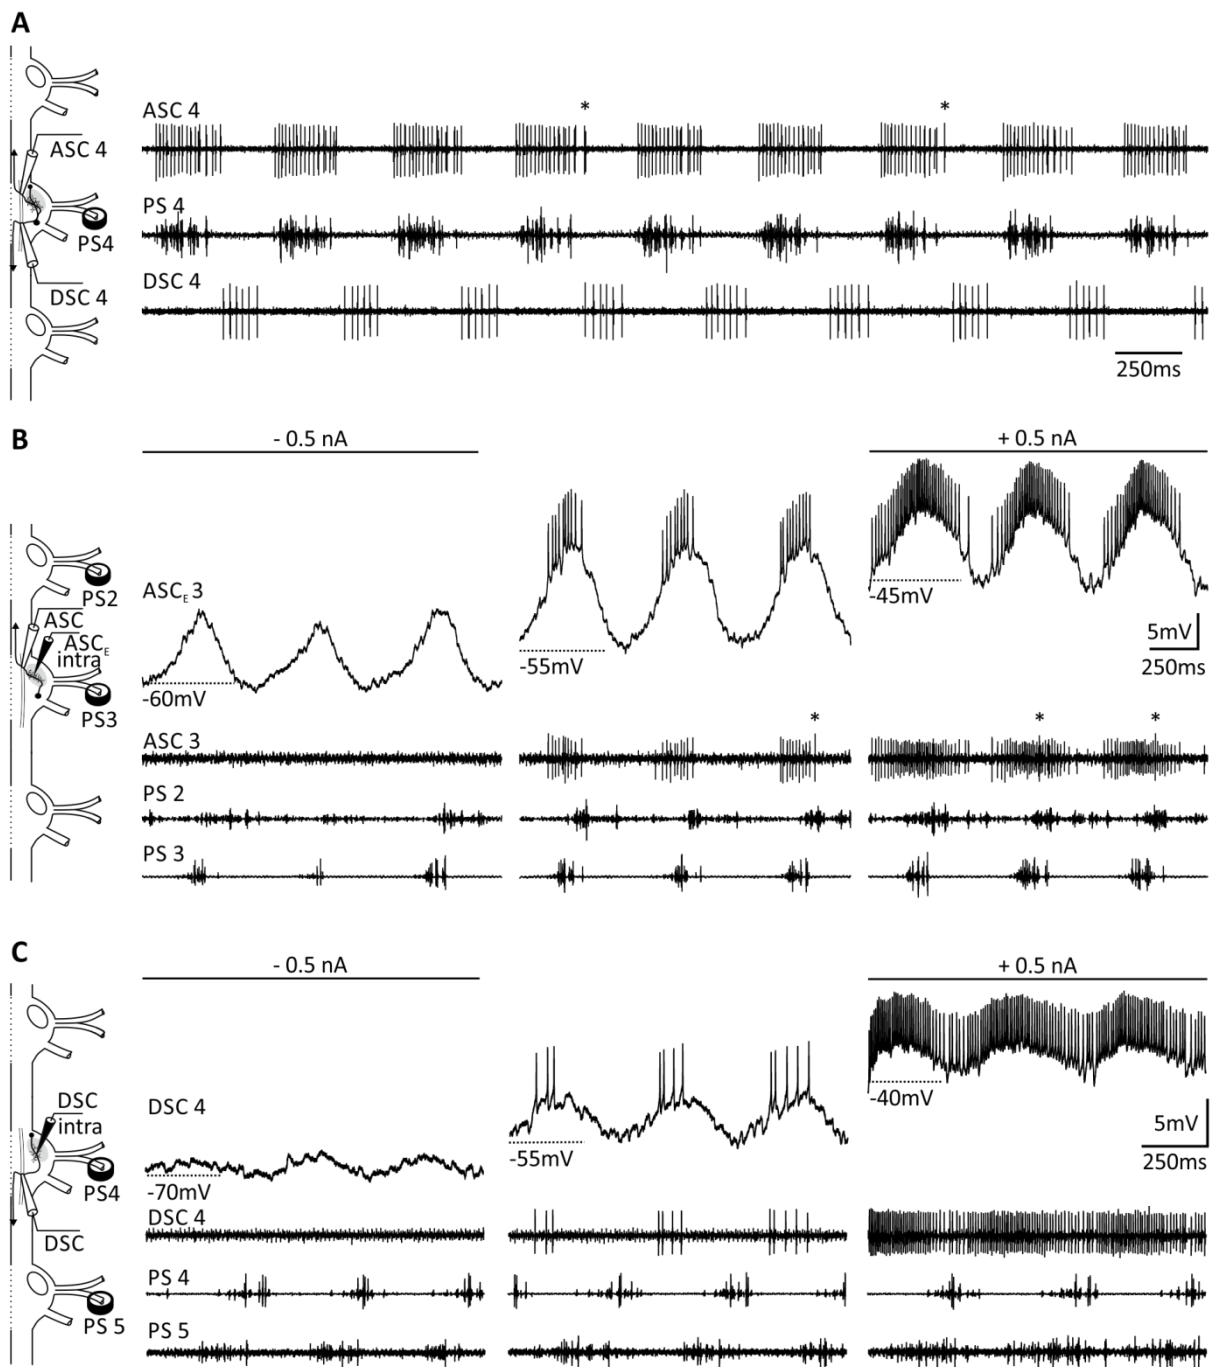 A
ASC 4
*
*
ASC 4
PS 4
PS4
DSC 4
DSC 4
250ms
B
- 0.5 nA
+ 0.5 nA
PS2
ASC
ASCE
intra
PS3
ASCE 3
-60mV
-55mV
-45mV
5mV
250ms
ASC 3
*
*
*
PS 2
PS 3
C
- 0.5 nA
+ 0.5 nA
DSC
intra
PS4
DSC
PS 5
DSC 4
-70mV
-55mV
-40mV
5mV
250ms
DSC 4
PS 4
PS 5